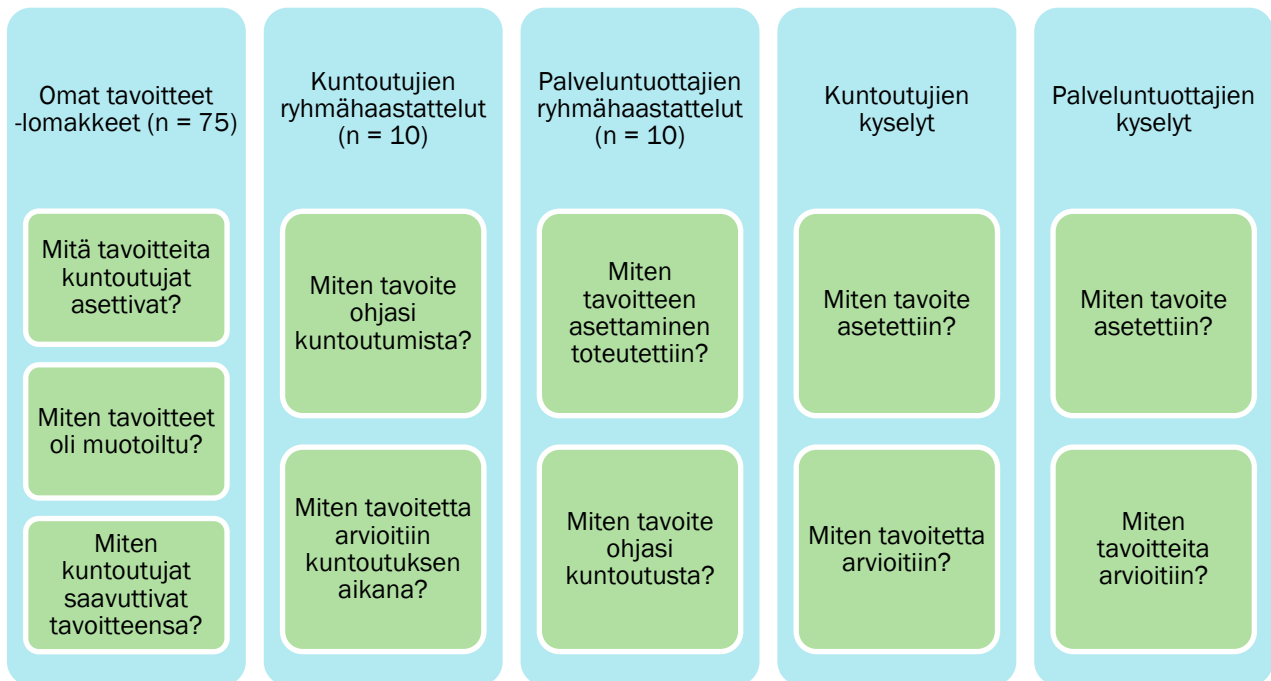 Omat tavoitteet
-lomakkeet (n = 75)
Mitä tavoitteita
kuntoutujat
asettivat?
Miten tavoitteet
oli muotoiltu?
Miten
kuntoutujat
saavuttivat
tavoitteensa?
Kuntoutujien
ryhmähaastattelut
(n = 10)
Miten tavoite
ohjasi
kuntoutumista?
Miten tavoitetta
arvioitiin
kuntoutuksen
aikana?
Palveluntuottajien
ryhmähaastattelut
(n = 10)
Miten
tavoitteen
asettaminen
toteutettiin?
Miten tavoite
ohjasi
kuntoutusta?
Kuntoutujien
kyselyt
Miten tavoite
asetettiin?
Miten tavoitetta
arvioitiin?
Palveluntuottajien
kyselyt
Miten tavoite
asetettiin?
Miten
tavoitteita
arvioitiin?